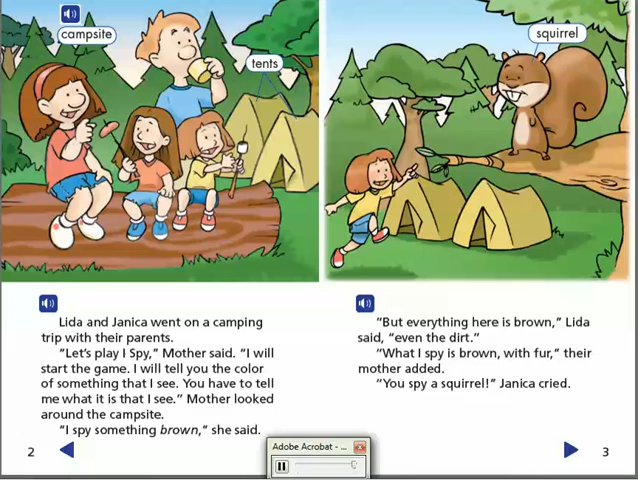 campsite
tents
squirrel
Lida and Janica went on a camping
trip with their parents.
"Let's play I Spy," Mother said. "I will
start the game. I will tell you the color
of something that I see. You have to tell
me what it is that I see." Mother looked
around the campsite.
"I spy something brown," she said.
2
"But everything here is brown," Lida
said, "even the dirt."
"What I spy is brown, with fur," their
mother added.
"You spy a squirrel!" Janica cried.
3
Adobe Acrobat - ...